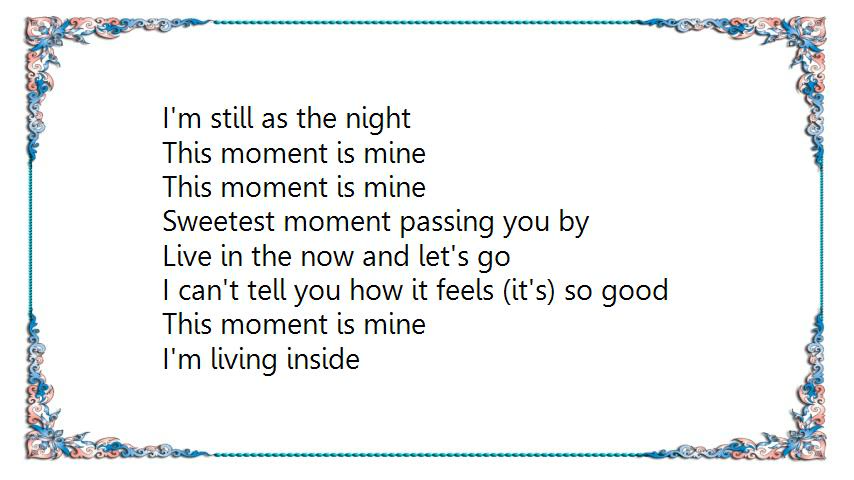 I'm still as the night
This moment is mine
This moment is mine
Sweetest moment passing you by
Live in the now and let's go
I can't tell you how it feels (it's) so good
This moment is mine
I'm living inside